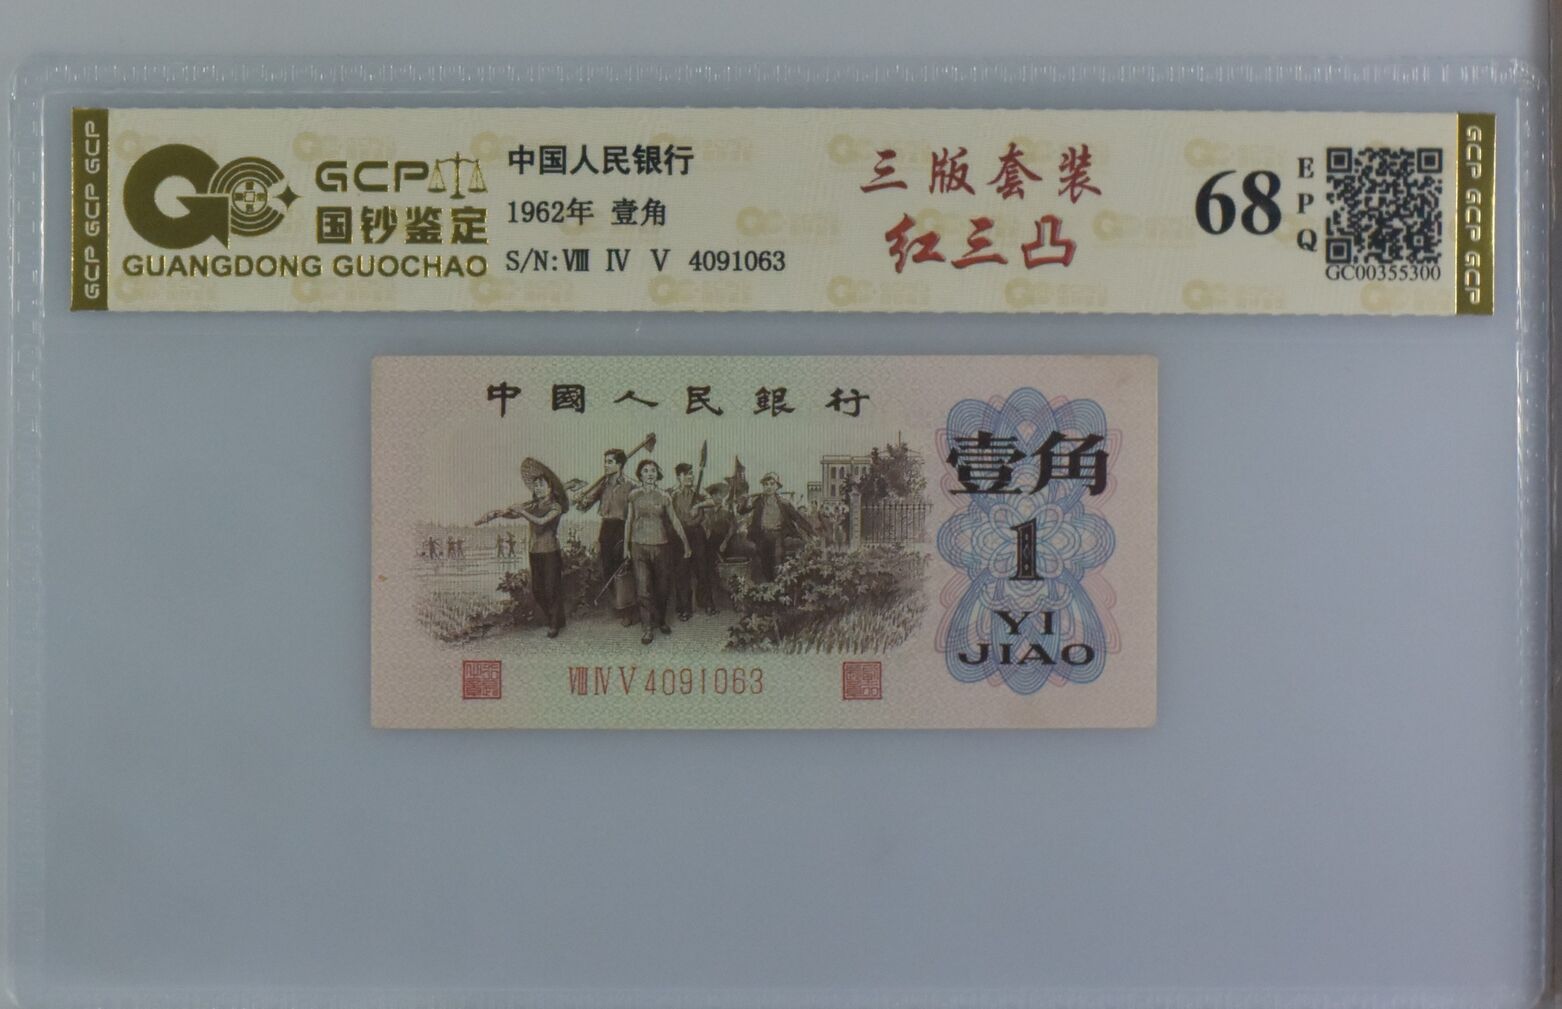 GCP GCP GCP
GCP
国钞鉴定
GUANGDONG GUOCHAO
中国人民银行
1962年 壹角
S/N:Ⅷ Ⅳ Ⅴ 4091063
三版套装
红三凸
68
EPQ
GC00355300
GCP GCP GCP
中國人民銀行
壹角
1
YI
JIAO
ⅧⅣⅤ4091063